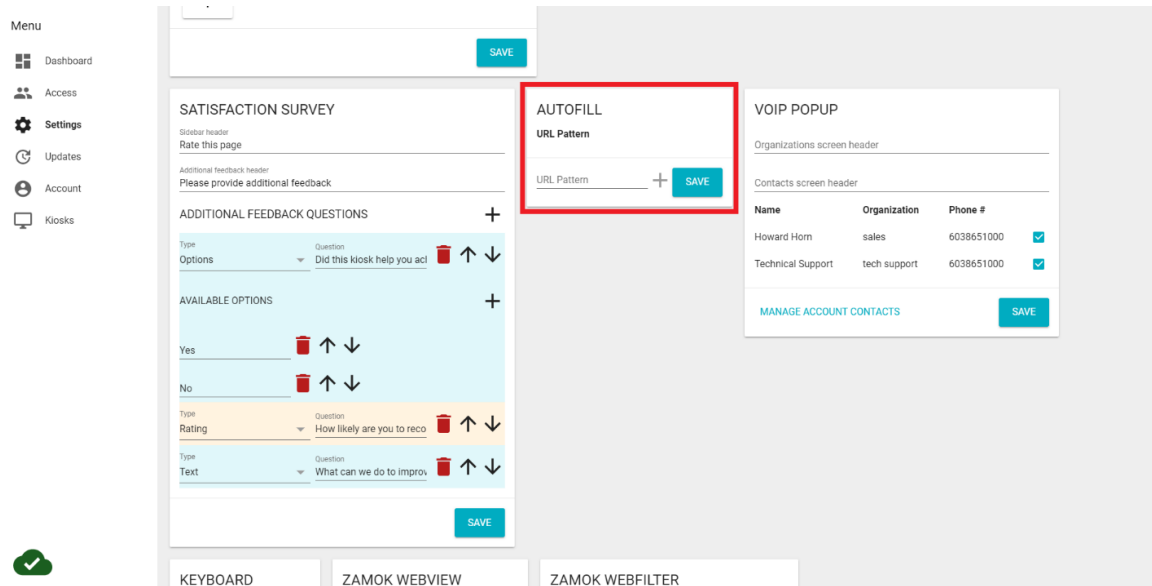 Menu
Dashboard
Access
Settings
Updates
Account
Kiosks
SAVE
SATISFACTION SURVEY
Sidebar header
Rate this page
Additional feedback header
Please provide additional feedback
ADDITIONAL FEEDBACK QUESTIONS
Type
Question
Options
Did this kiosk help you acl
AVAILABLE OPTIONS
Yes
No
Type
Question
Rating
How likely are you to reco
Type
Question
Text
What can we do to improv
SAVE
AUTOFILL
URL Pattern
URL Pattern
SAVE
VOIP POPUP
Organizations screen header
Contacts screen header
Name Organization Phone #
Howard Horn sales 6038651000
Technical Support tech support 6038651000
MANAGE ACCOUNT CONTACTS
SAVE
KEYBOARD
ZAMOK WEBVIEW
ZAMOK WEBFILTER